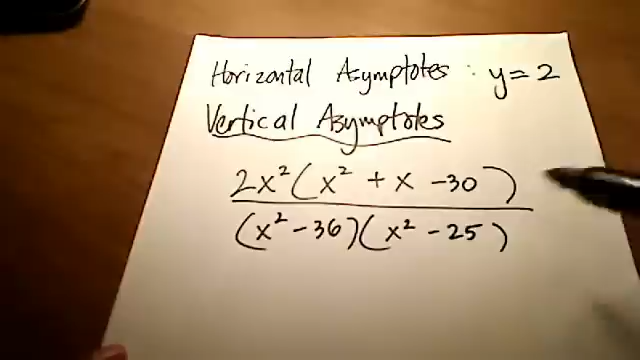 Horizontal Asymptotes : y = 2
Vertical Asymptotes
2x²(x² + x - 30)
(x² - 36)(x² - 25)